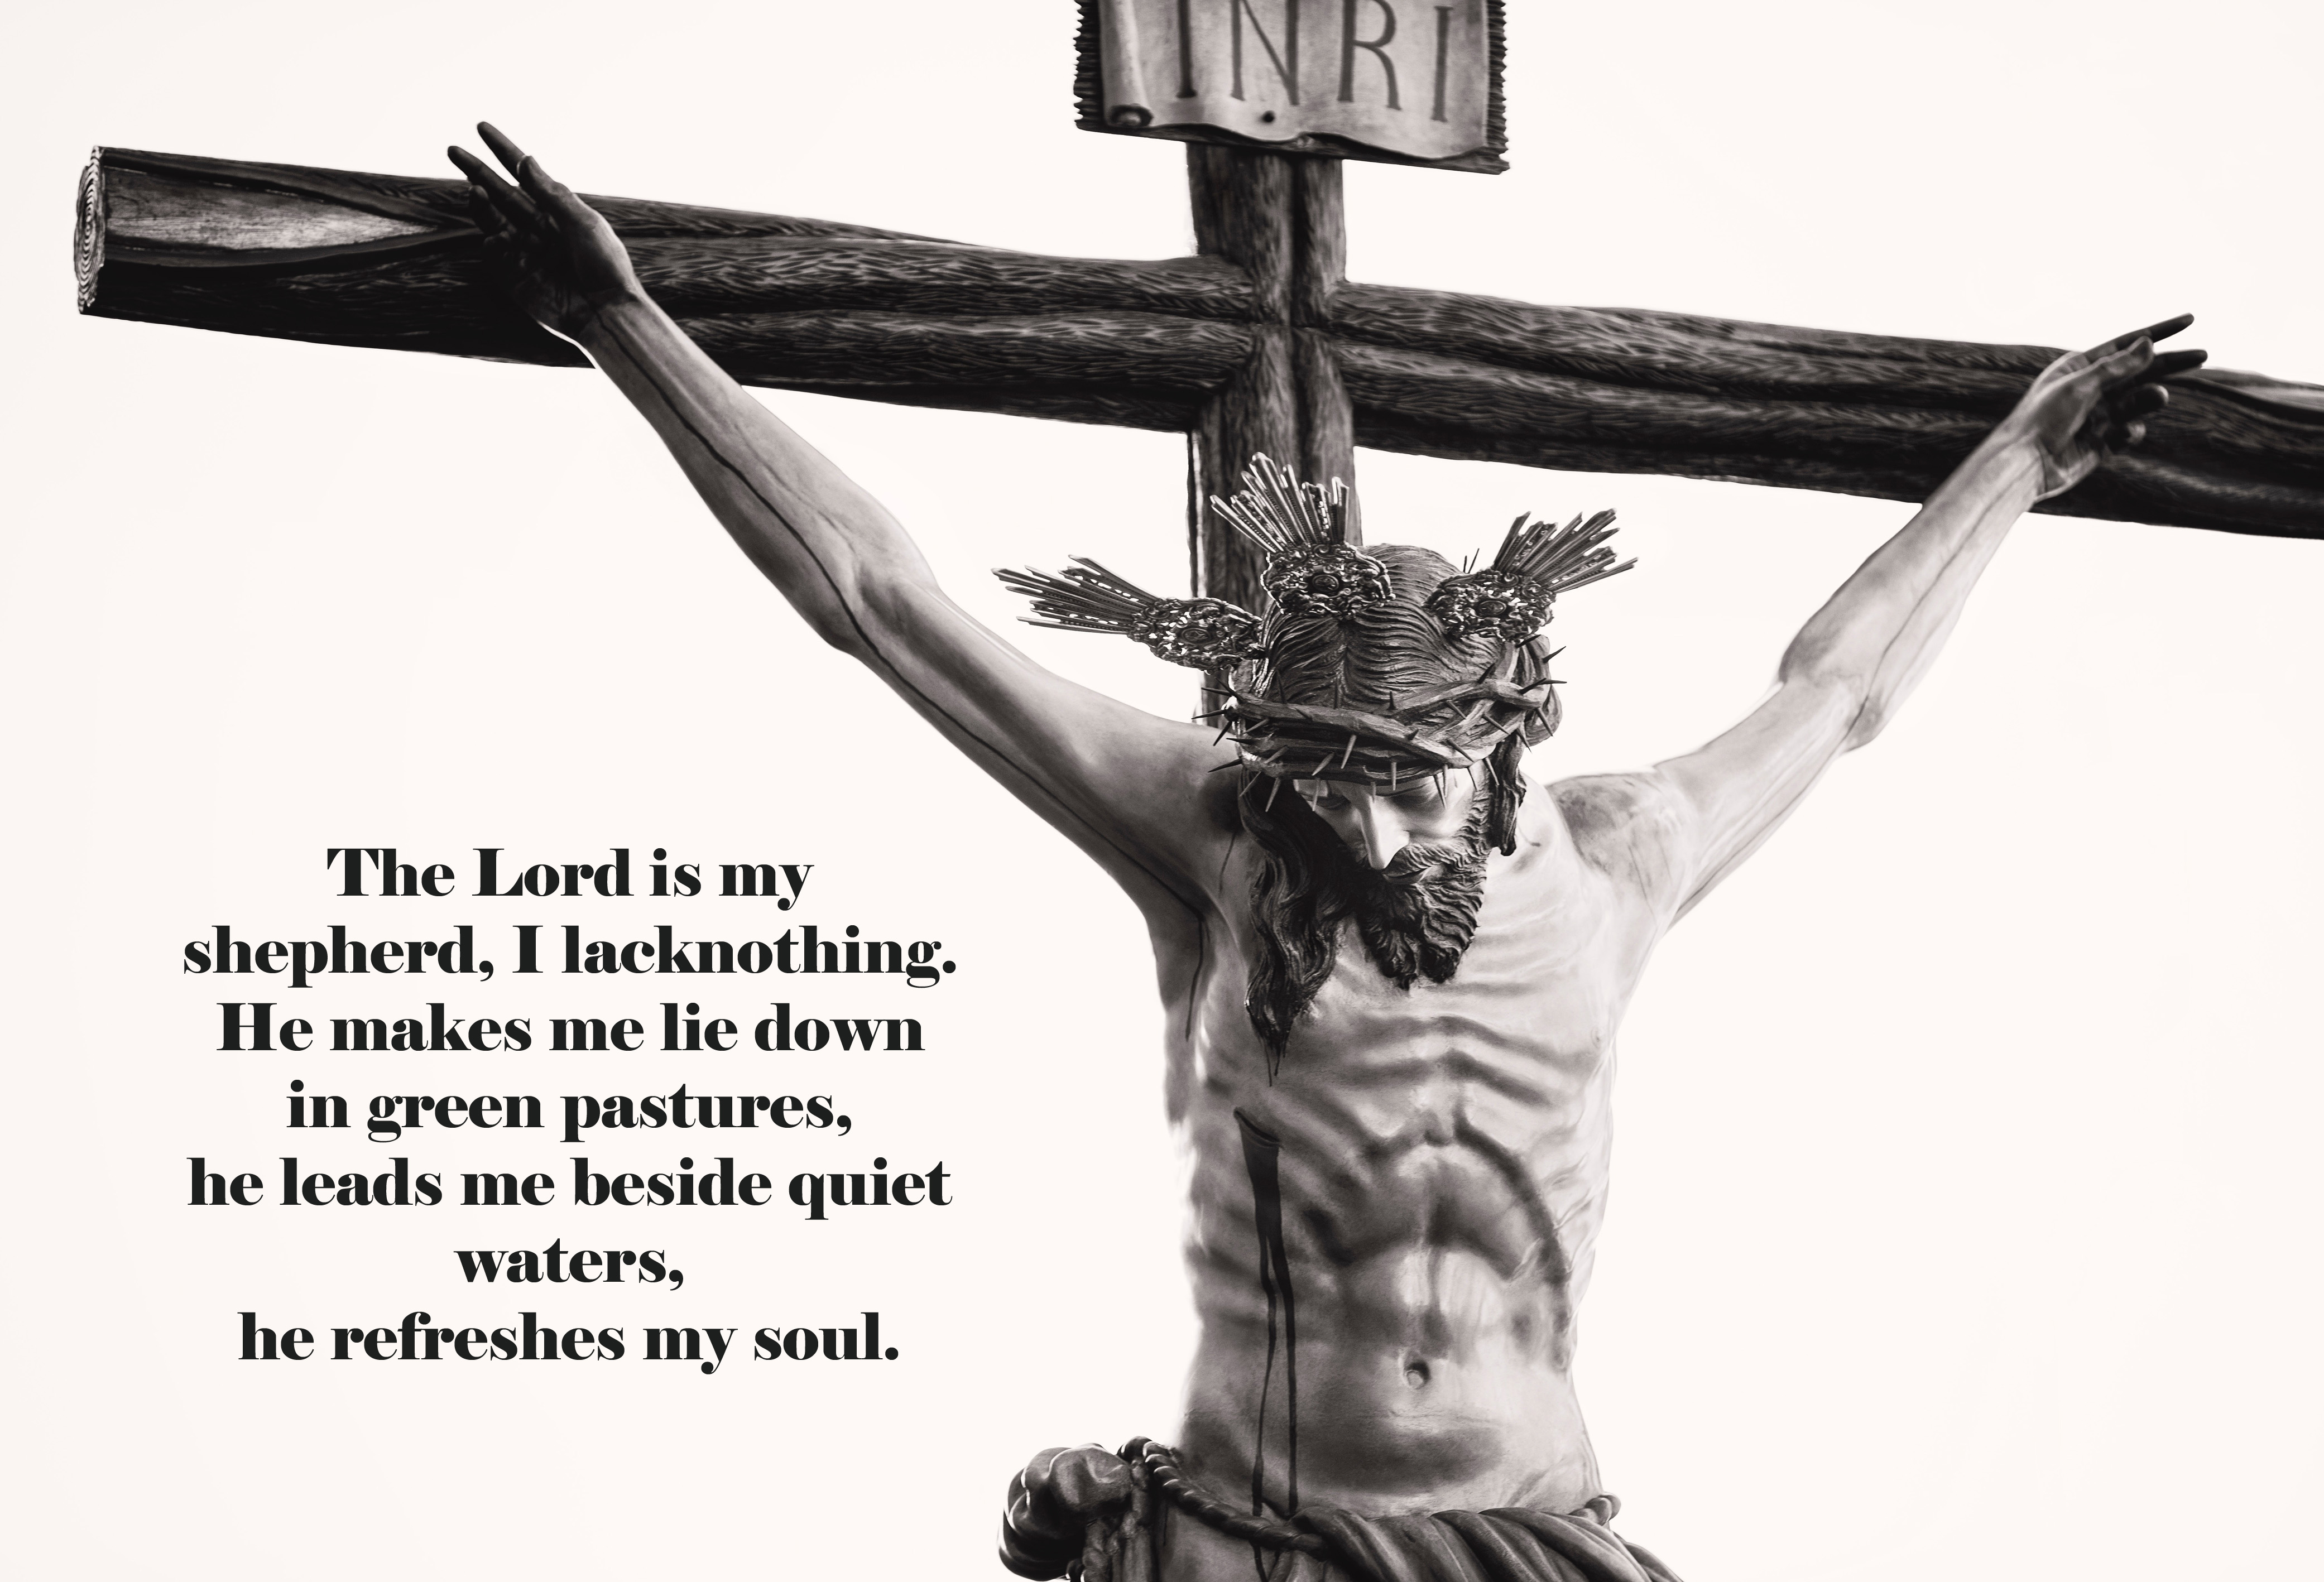 INRI
The Lord is my
shepherd, I lacknothing.
He makes me lie down
in green pastures,
he leads me beside quiet
waters,
he refreshes my soul.